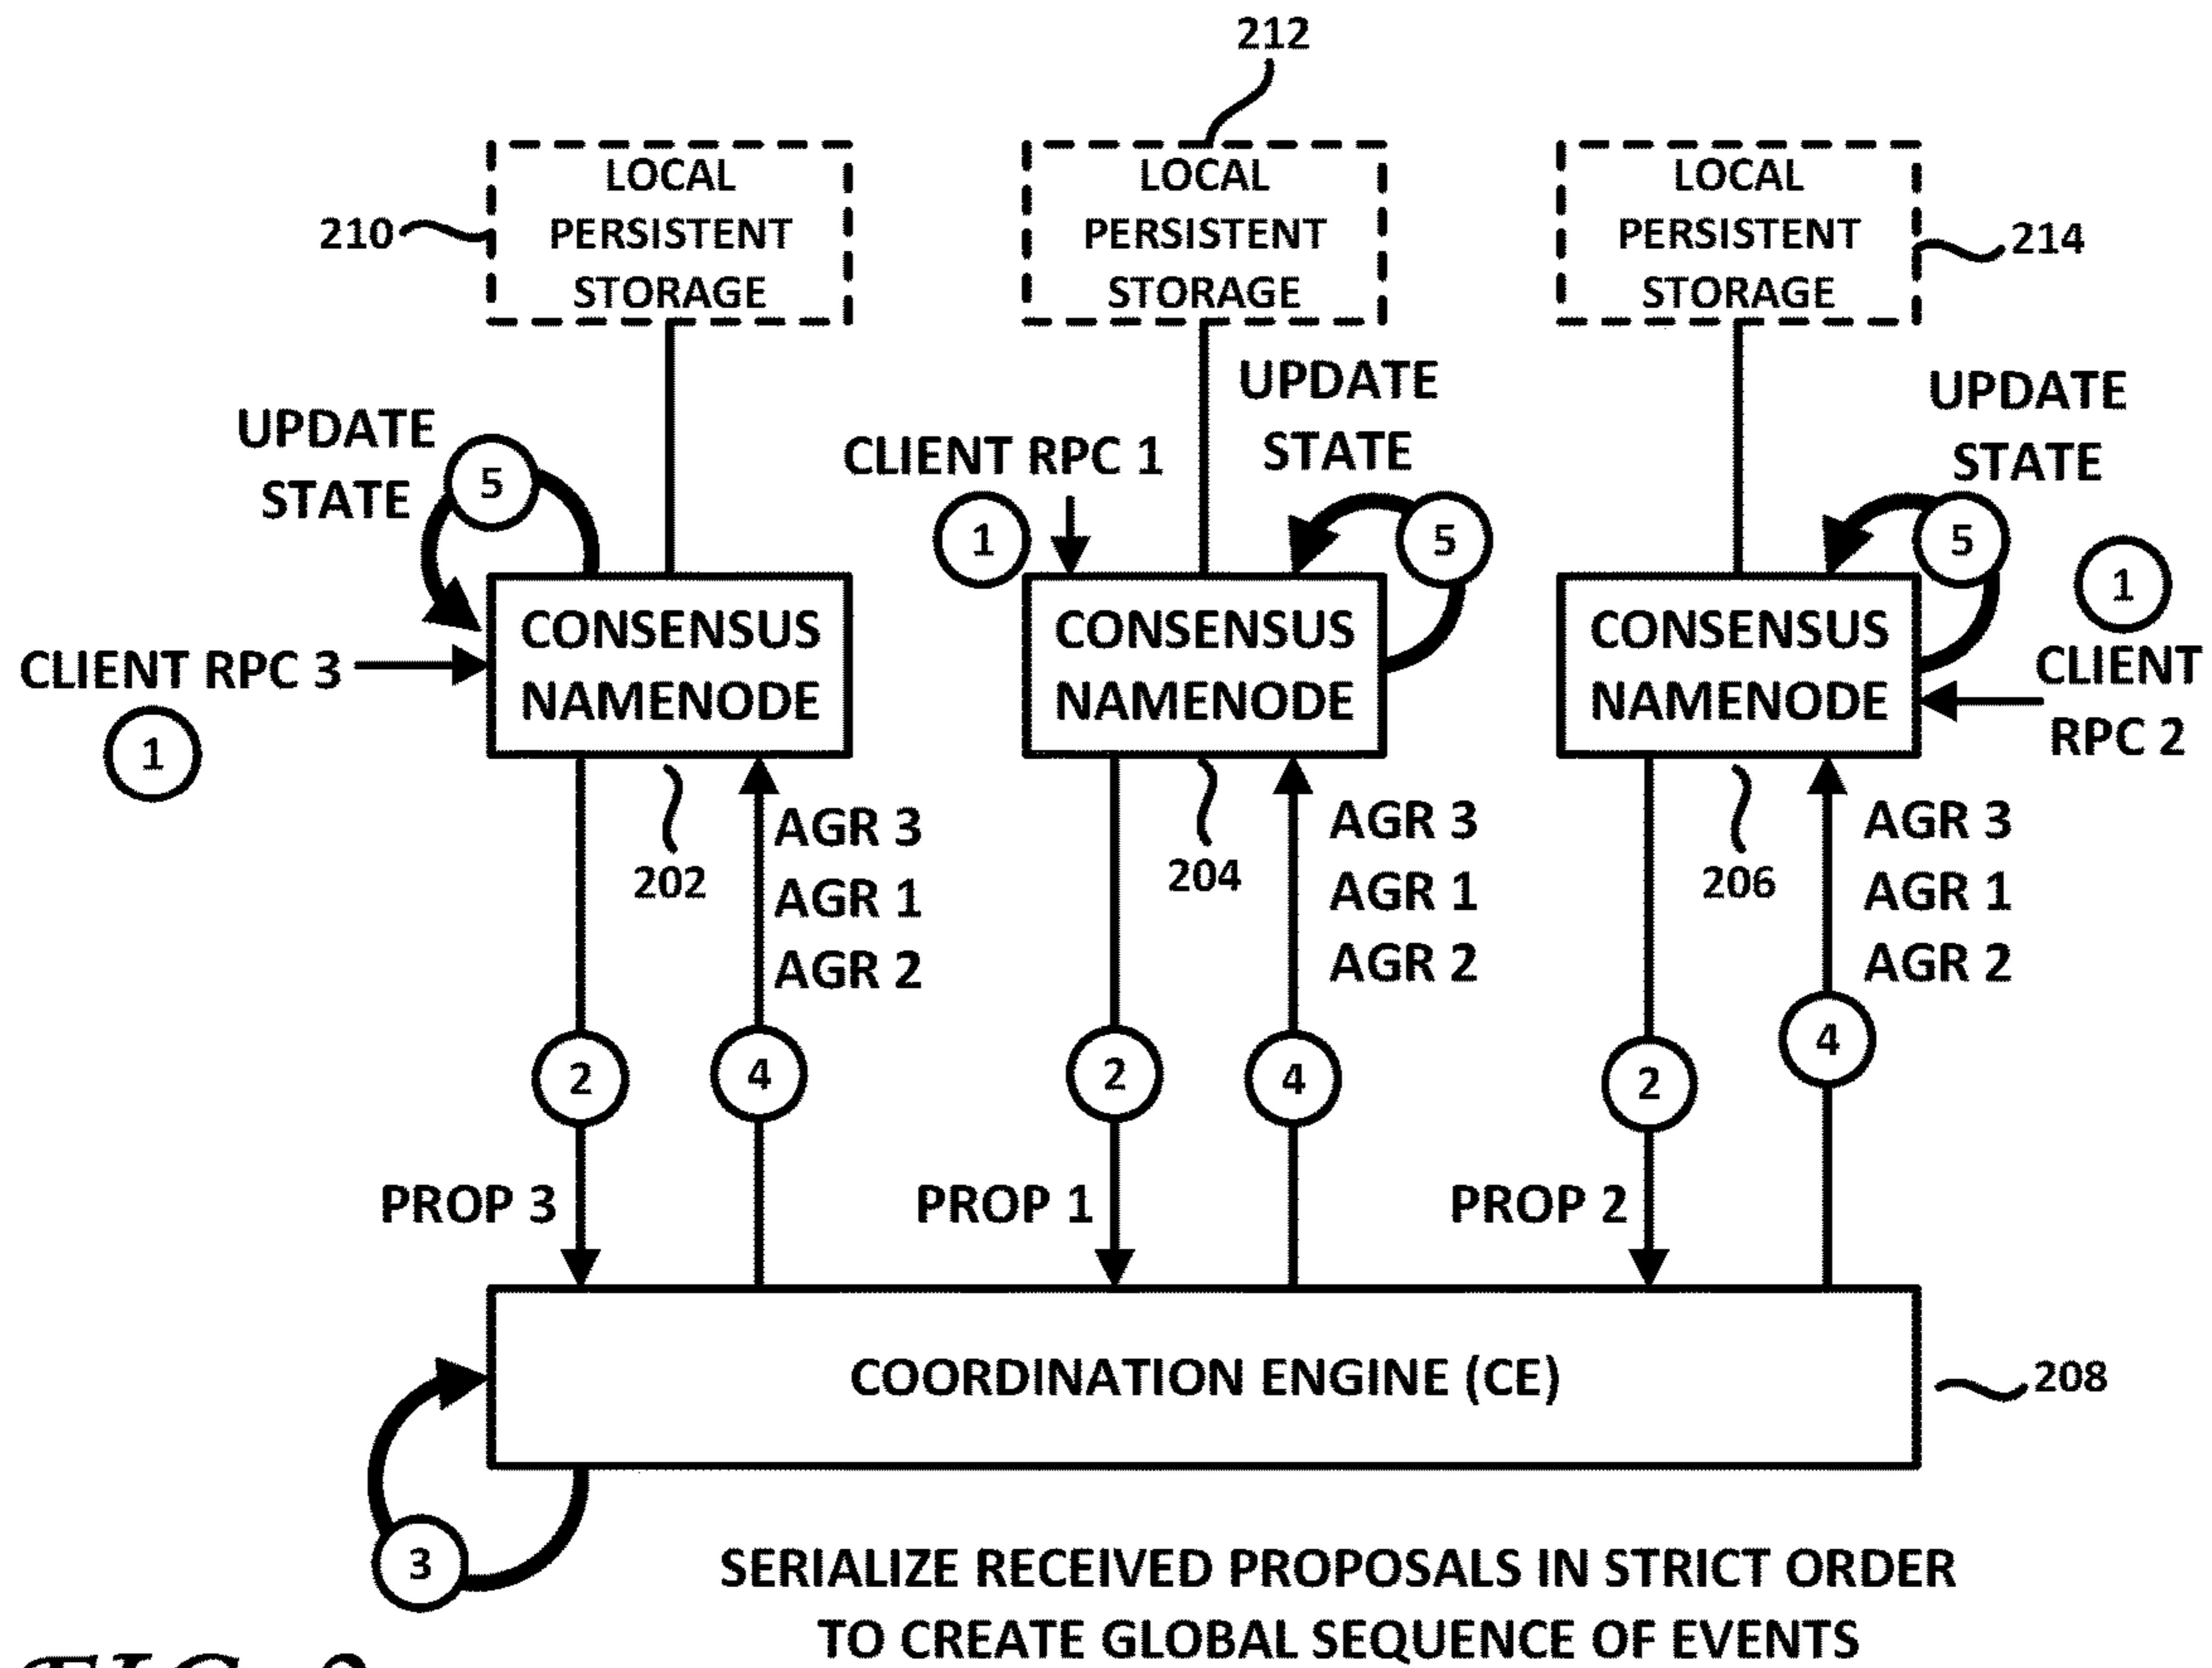 212
LOCAL
PERSISTENT
STORAGE
LOCAL
PERSISTENT
STORAGE
LOCAL
PERSISTENT
STORAGE
210
214
UPDATE
STATE
5
CLIENT RPC 1
1
UPDATE
STATE
5
UPDATE
STATE
5
1
CLIENT
RPC 2
CLIENT RPC 3
1
CONSENSUS
NAMENODE
CONSENSUS
NAMENODE
CONSENSUS
NAMENODE
202
AGR 3
AGR 1
AGR 2
204
AGR 3
AGR 1
AGR 2
206
AGR 3
AGR 1
AGR 2
2
4
2
4
2
4
PROP 3
PROP 1
PROP 2
COORDINATION ENGINE (CE)
208
3
SERIALIZE RECEIVED PROPOSALS IN STRICT ORDER
TO CREATE GLOBAL SEQUENCE OF EVENTS